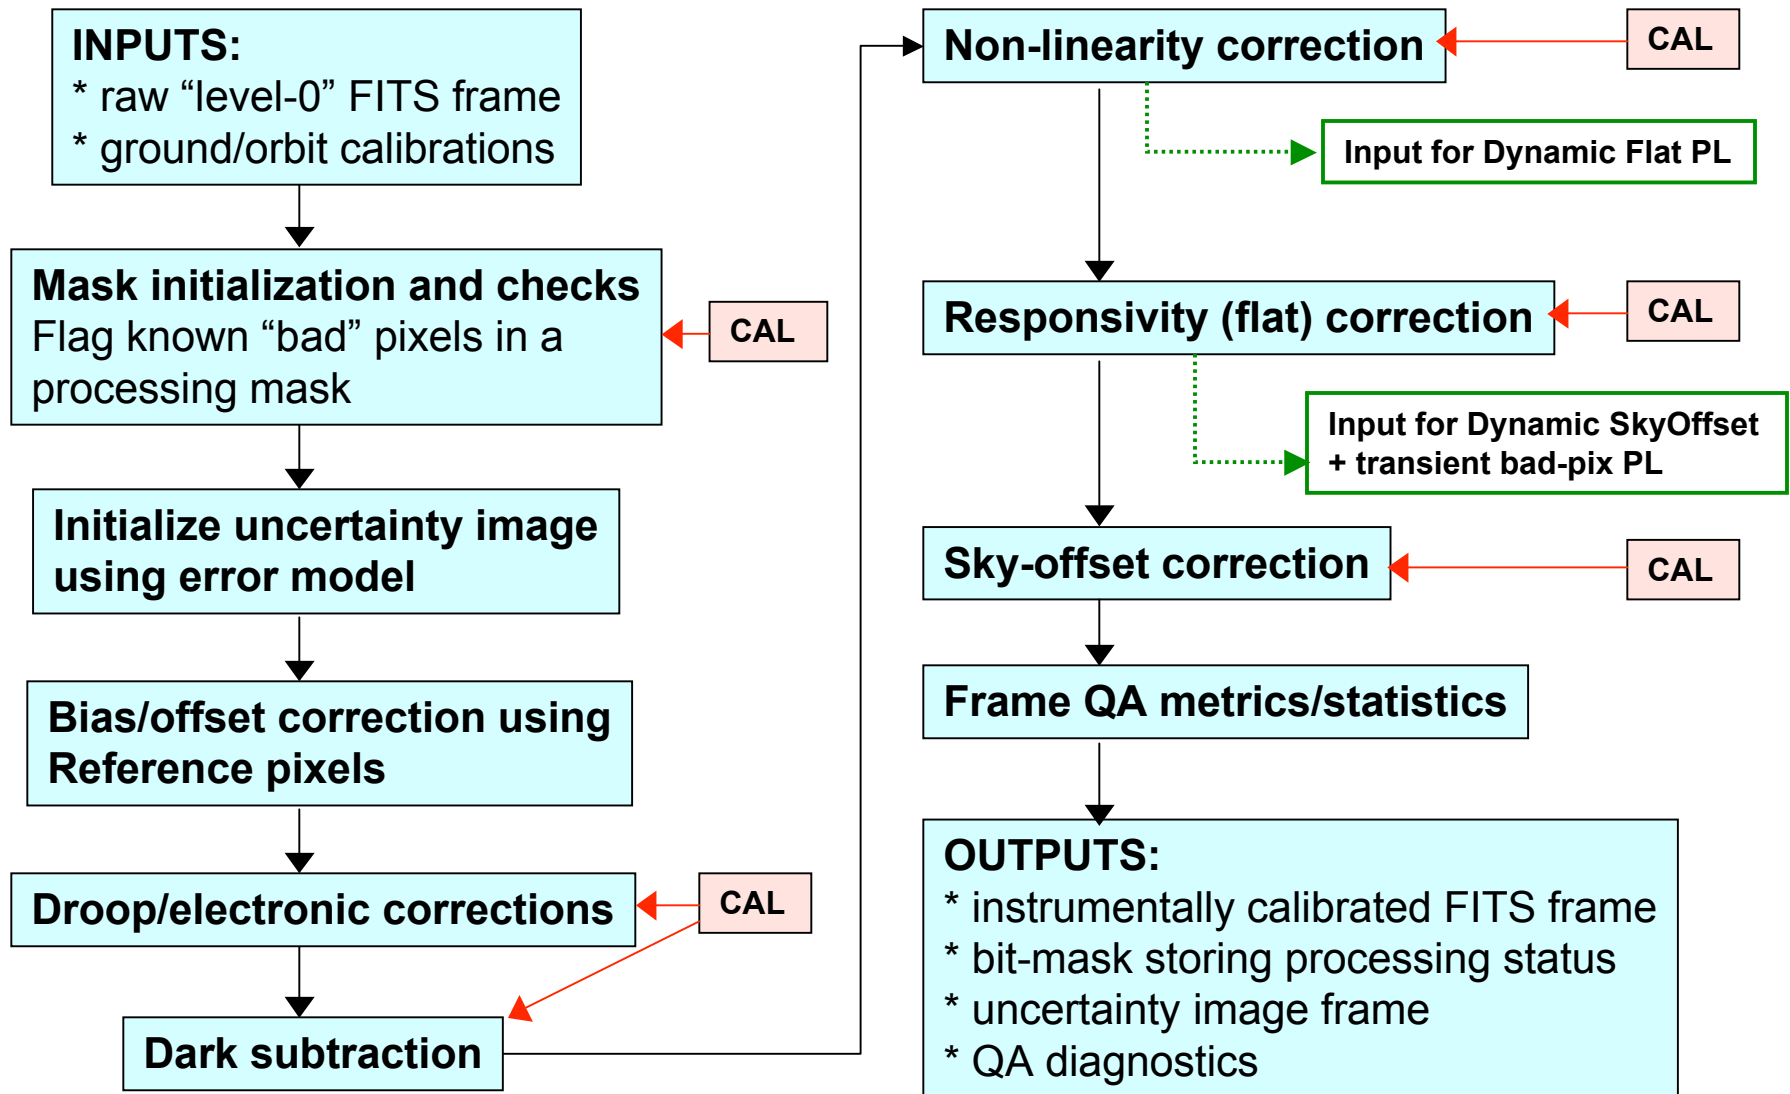 INPUTS:
* raw “level-0” FITS frame
* ground/orbit calibrations
Mask initialization and checks
Flag known “bad” pixels in a
processing mask
CAL
Initialize uncertainty image
using error model
Bias/offset correction using
Reference pixels
Droop/electronic corrections
CAL
Dark subtraction
Non-linearity correction
CAL
Input for Dynamic Flat PL
Responsivity (flat) correction
CAL
Input for Dynamic SkyOffset
+ transient bad-pix PL
Sky-offset correction
CAL
Frame QA metrics/statistics
OUTPUTS:
* instrumentally calibrated FITS frame
* bit-mask storing processing status
* uncertainty image frame
* QA diagnostics